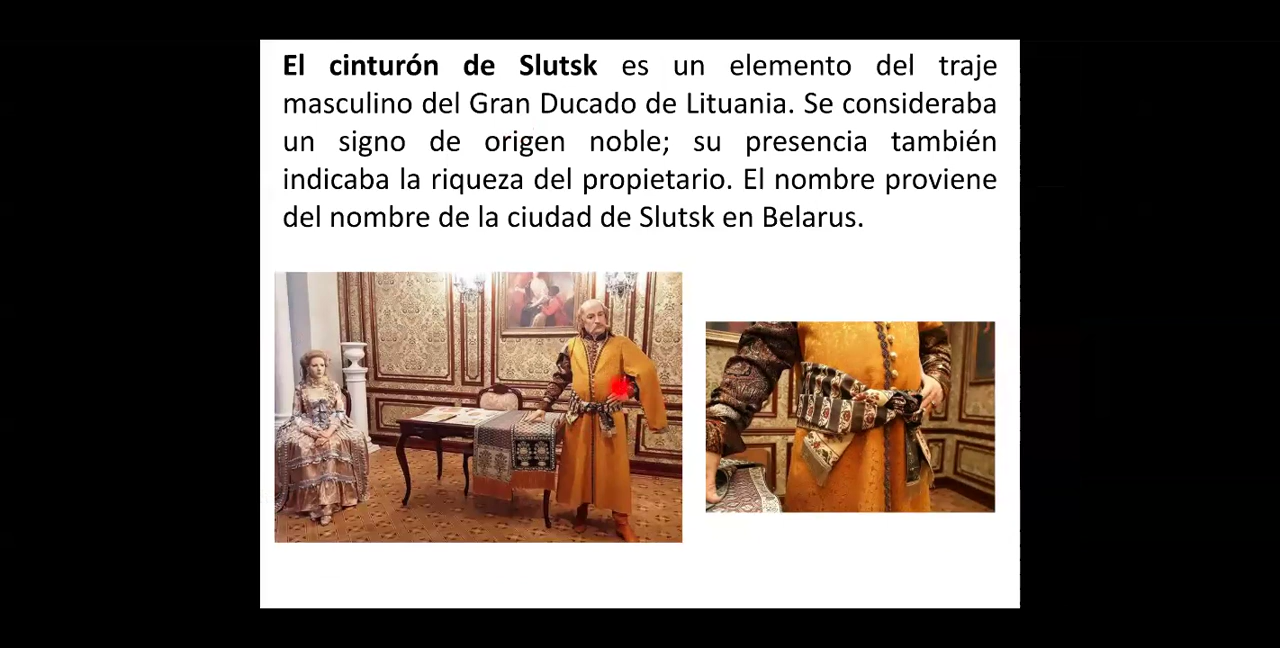 El cinturón de Slutsk es un elemento del traje
masculino del Gran Ducado de Lituania. Se consideraba
un signo de origen noble; su presencia también
indicaba la riqueza del propietario. El nombre proviene
del nombre de la ciudad de Slutsk en Belarus.